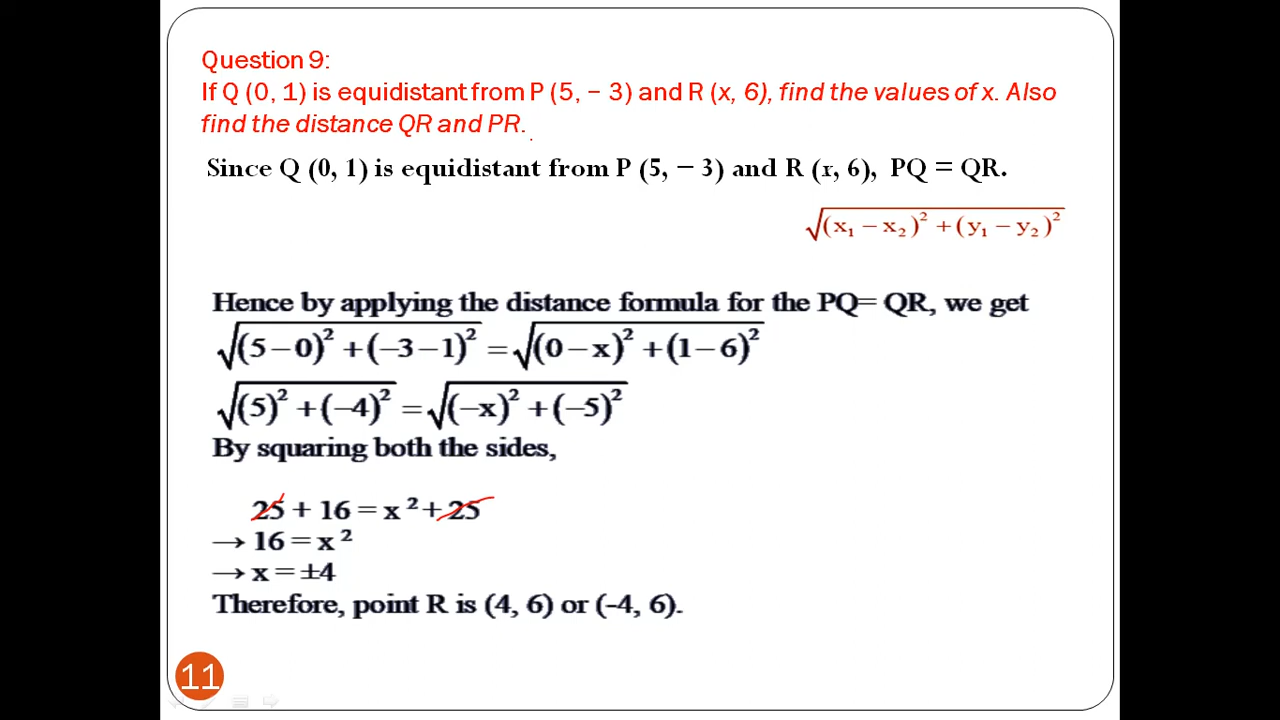 Question 9:
If Q (0, 1) is equidistant from P (5, − 3) and R (x, 6), find the values of x. Also
find the distance QR and PR.
Since Q (0, 1) is equidistant from P (5, − 3) and R (x, 6), PQ = QR.
√(x₁ − x₂)² + (y₁ − y₂)²
Hence by applying the distance formula for the PQ= QR, we get
√(5−0)² +(−3−1)² = √(0−x)² +(1−6)²
√(5)² +(−4)² = √(−x)² +(−5)²
By squaring both the sides,
25 + 16 = x² + 25
→ 16 = x²
→ x = ±4
Therefore, point R is (4, 6) or (-4, 6).
11